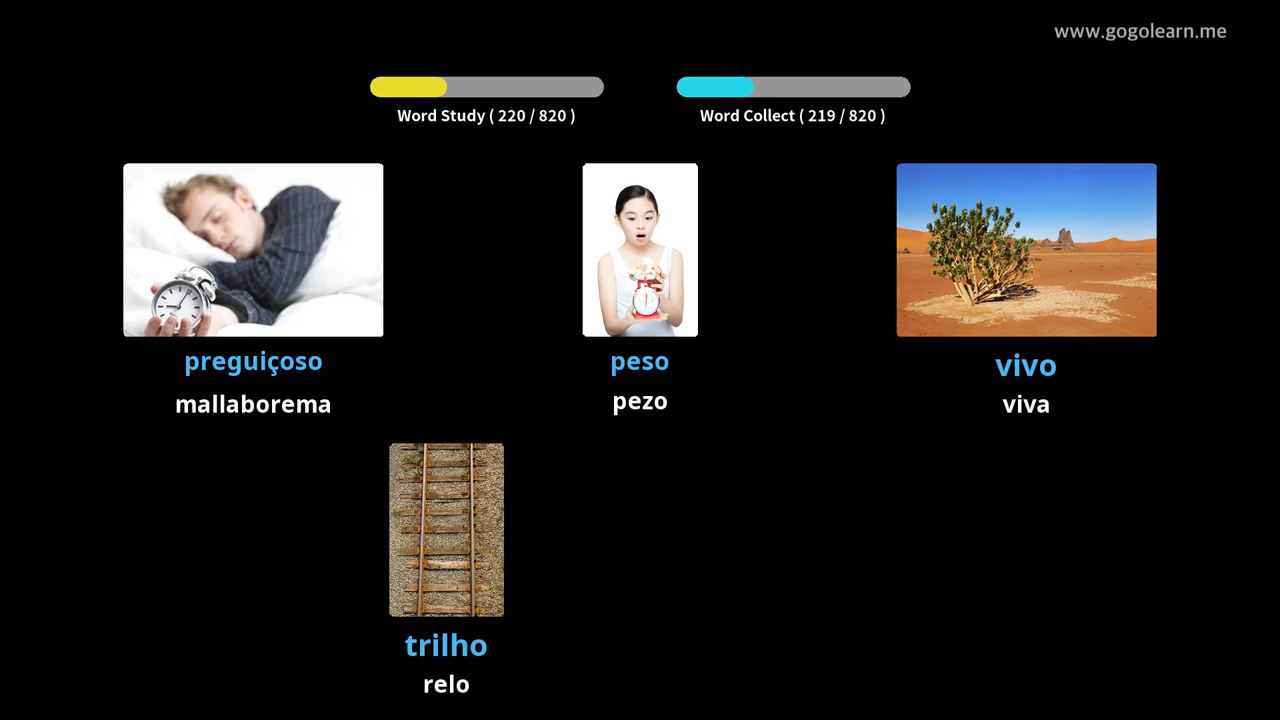 www.gogolearn.me
Word Study ( 220 / 820 )
Word Collect ( 219 / 820 )
preguiçoso
mallaborema
peso
pezo
vivo
viva
trilho
relo